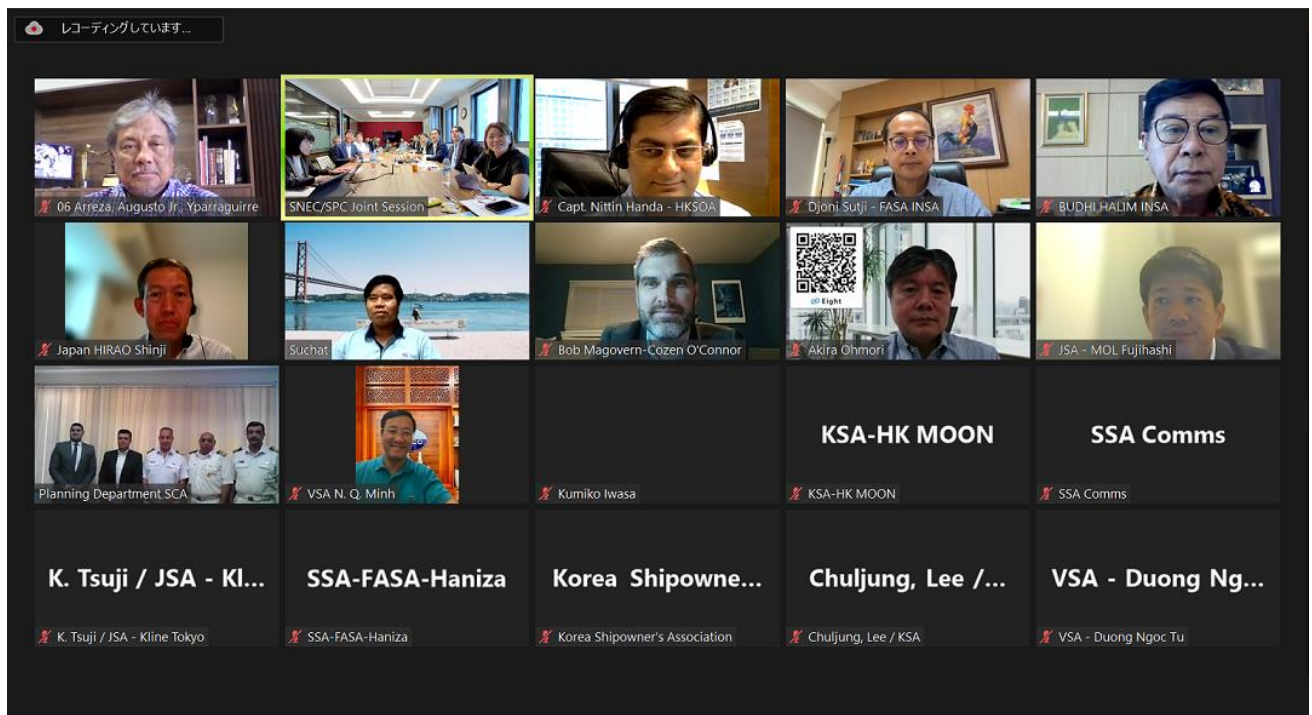 レコーディングしています...
06 Arreza, Augusto Jr., Yparraguirre
SNEC/SPC Joint Session
Capt. Nittin Handa - HKSOA
Djoni Sutji - FASA INSA
BUDHI HALIM INSA
Japan HIRAO Shinji
Suchat
Bob Magovern-Cozen O'Connor
Eight
Akira Ohmori
JSA - MOL Fujihashi
Planning Department SCA
VSA N. Q. Minh
Kumiko Iwasa
KSA-HK MOON
KSA-HK MOON
SSA Comms
SSA Comms
K. Tsuji / JSA - Kl...
K. Tsuji / JSA - Kline Tokyo
SSA-FASA-Haniza
SSA-FASA-Haniza
Korea Shipowne...
Korea Shipowner's Association
Chuljung, Lee /...
Chuljung, Lee / KSA
VSA - Duong Ng...
VSA - Duong Ngoc Tu